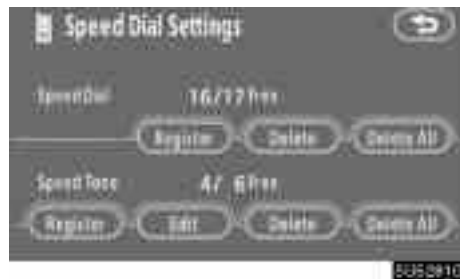 Speed Dial Settings
Speed Dial 16/17 free
Register Delete Delete All
Speed Tone 4/ 6 free
Register Edit Delete Delete All